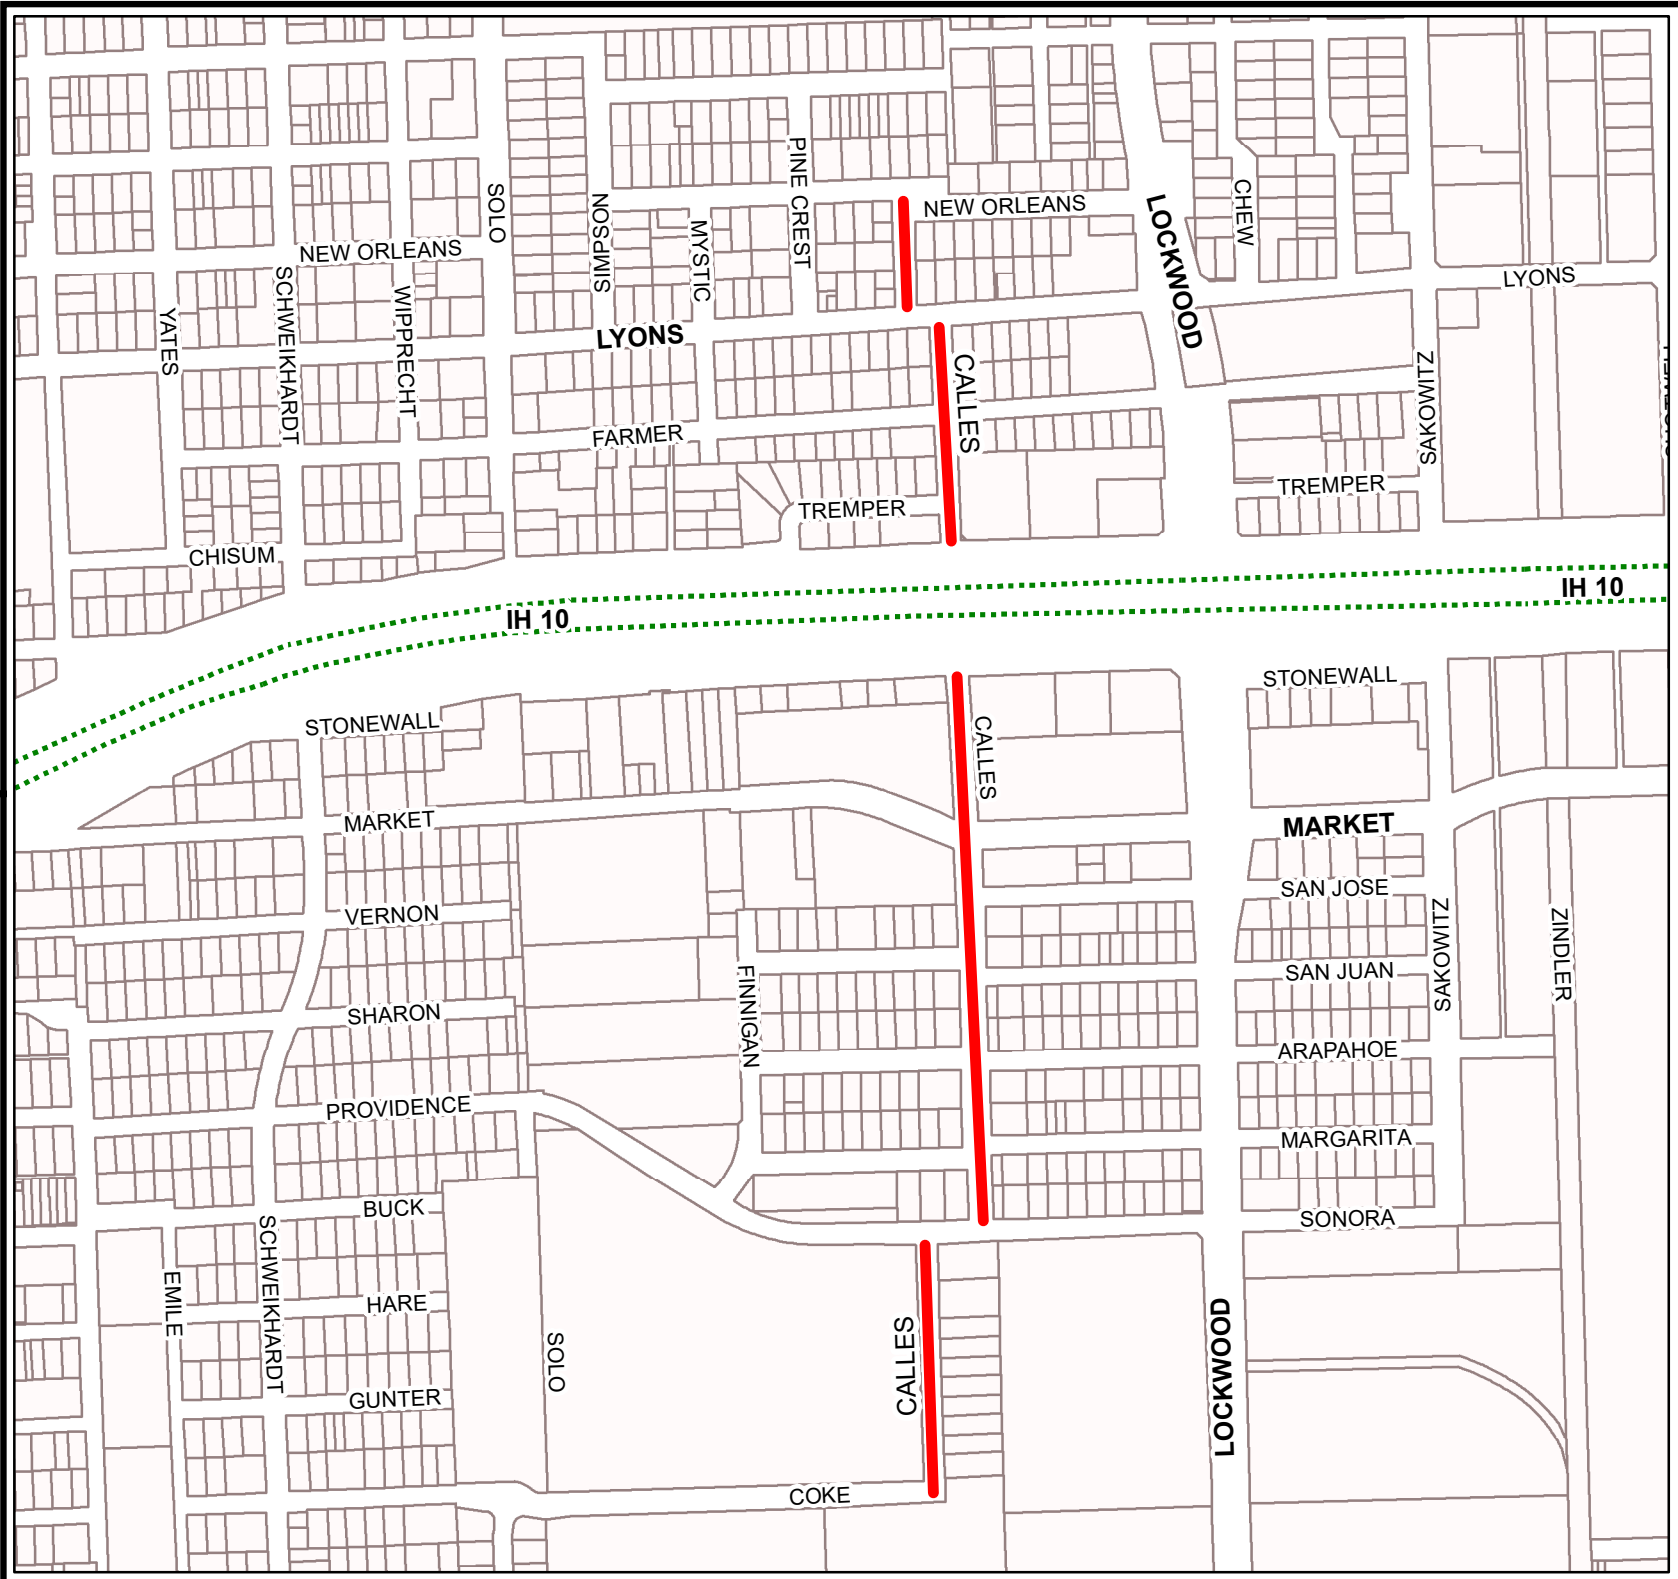 PINE CREST
SOLO
SIMPSON
MYSTIC
NEW ORLEANS
CHEW
LOCKWOOD
NEW ORLEANS
SCHWEIKHARDT
WIPPRECHT
LYONS
YATES
LYONS
CALLES
SAKOWITZ
FARMER
TREMPER
TREMPER
CHISUM
IH 10
IH 10
STONEWALL
STONEWALL
CALLES
MARKET
MARKET
SAN JOSE
VERNON
SAKOWITZ
ZINDLER
SAN JUAN
FINNIGAN
SHARON
ARAPAHOE
PROVIDENCE
MARGARITA
BUCK
SONORA
SCHWEIKHARDT
EMILE
HARE
SOLO
CALLES
LOCKWOOD
GUNTER
COKE